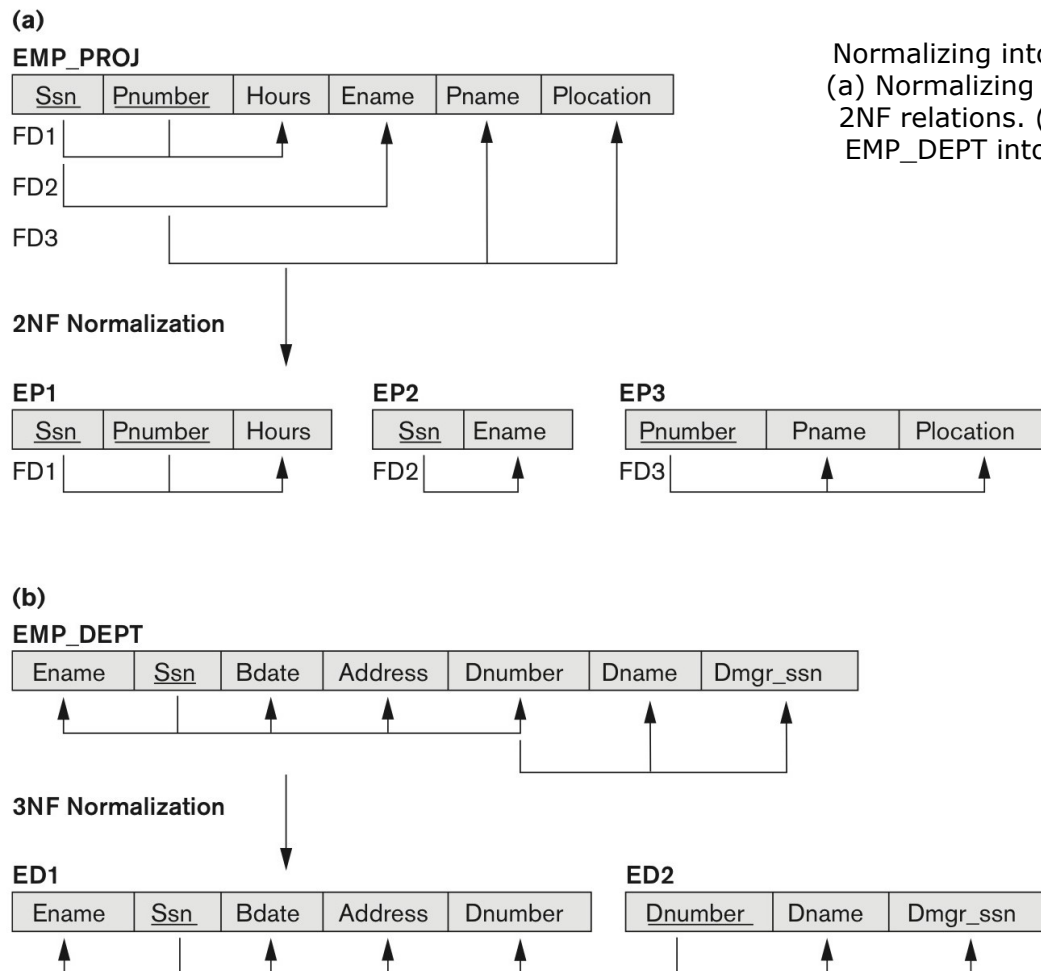 (a)
EMP_PROJ
Ssn Pnumber Hours Ename Pname Plocation
FD1
FD2
FD3
Normalizing into
(a) Normalizing
2NF relations. (
EMP_DEPT into
2NF Normalization
EP1
Ssn Pnumber Hours
FD1
EP2
Ssn Ename
FD2
EP3
Pnumber Pname Plocation
FD3
(b)
EMP_DEPT
Ename Ssn Bdate Address Dnumber Dname Dmgr_ssn
3NF Normalization
ED1
Ename Ssn Bdate Address Dnumber
ED2
Dnumber Dname Dmgr_ssn